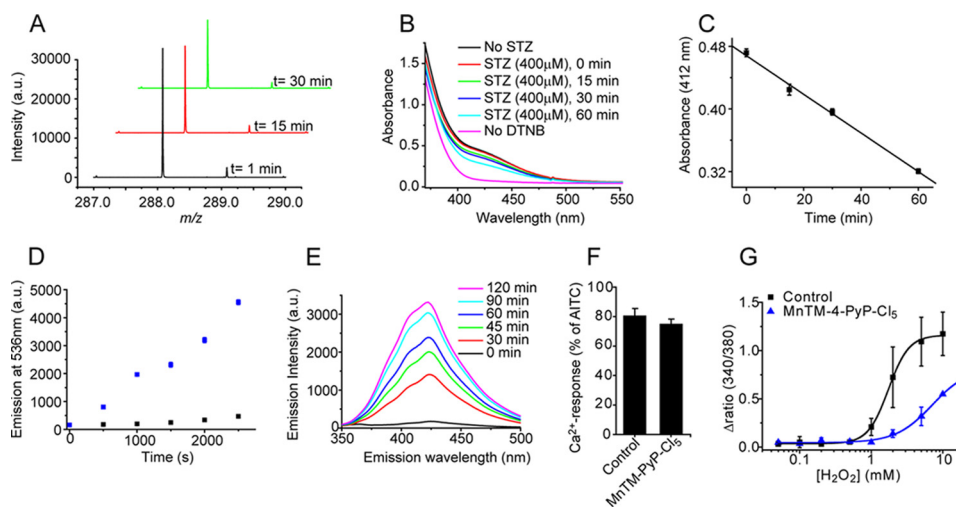 A
Intensity (a.u.)
30000
20000
10000
0
t= 30 min
t= 15 min
t= 1 min
287.0 288.0 289.0 290.0
m/z
B
Absorbance
1.5
1.0
0.5
0.0
No STZ
STZ (400μM), 0 min
STZ (400μM), 15 min
STZ (400μM), 30 min
STZ (400μM), 60 min
No DTNB
400 450 500 550
Wavelength (nm)
C
Absorbance (412 nm)
0.48
0.40
0.32
0 20 40 60
Time (min)
D
Emission at 536nm (a.u.)
5000
4000
3000
2000
1000
0
0 1000 2000
Time (s)
E
Emission Intensity (a.u.)
4000
3000
2000
1000
0
120 min
90 min
60 min
45 min
30 min
0 min
350 400 450 500
Emission wavelength (nm)
F
Ca²⁺-response (% of AITC)
100
80
60
40
20
0
Control
MnTM-PyP-Cl₅
G
Control
MnTM-4-PyP-Cl₅
Δratio (340/380)
1.5
1.0
0.5
0.0
0.1 1 10
[H₂O₂] (mM)